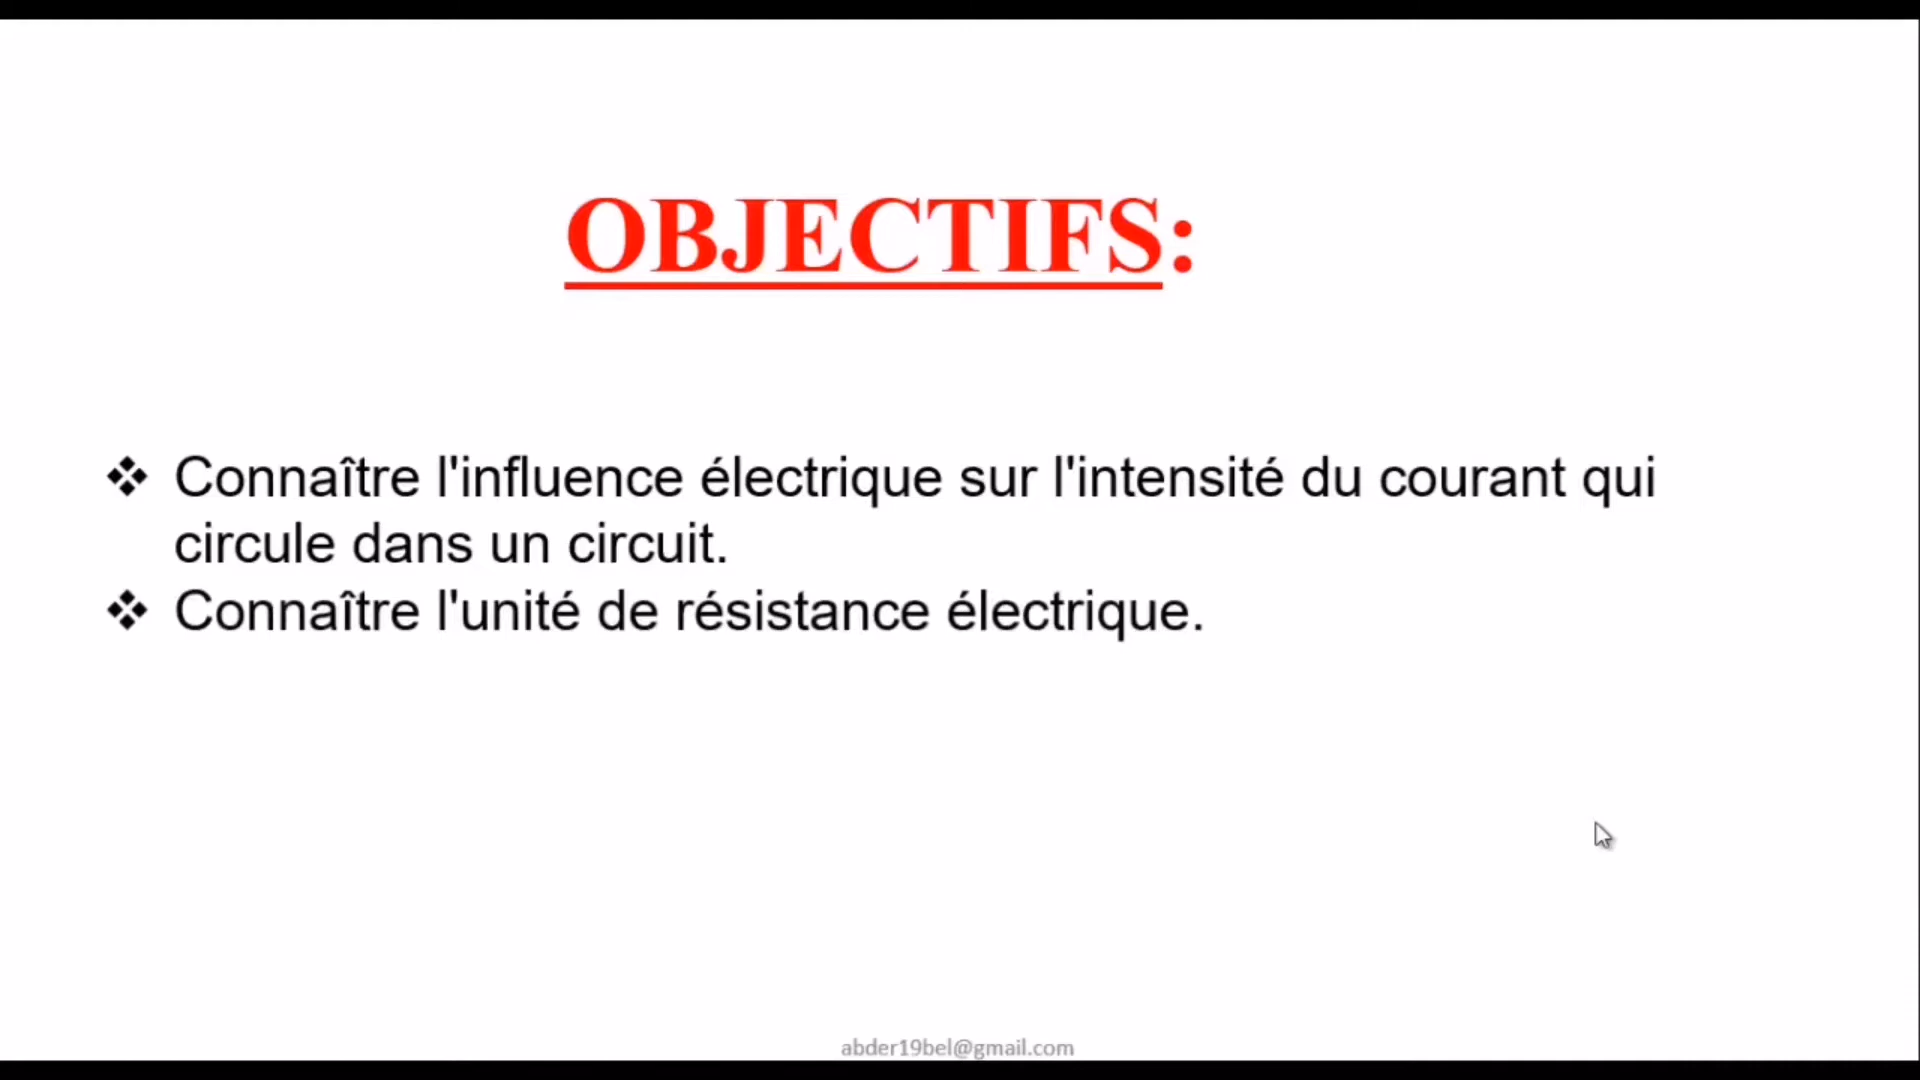 OBJECTIFS:
❖ Connaître l'influence électrique sur l'intensité du courant qui
circule dans un circuit.
❖ Connaître l'unité de résistance électrique.
abder19bel@gmail.com